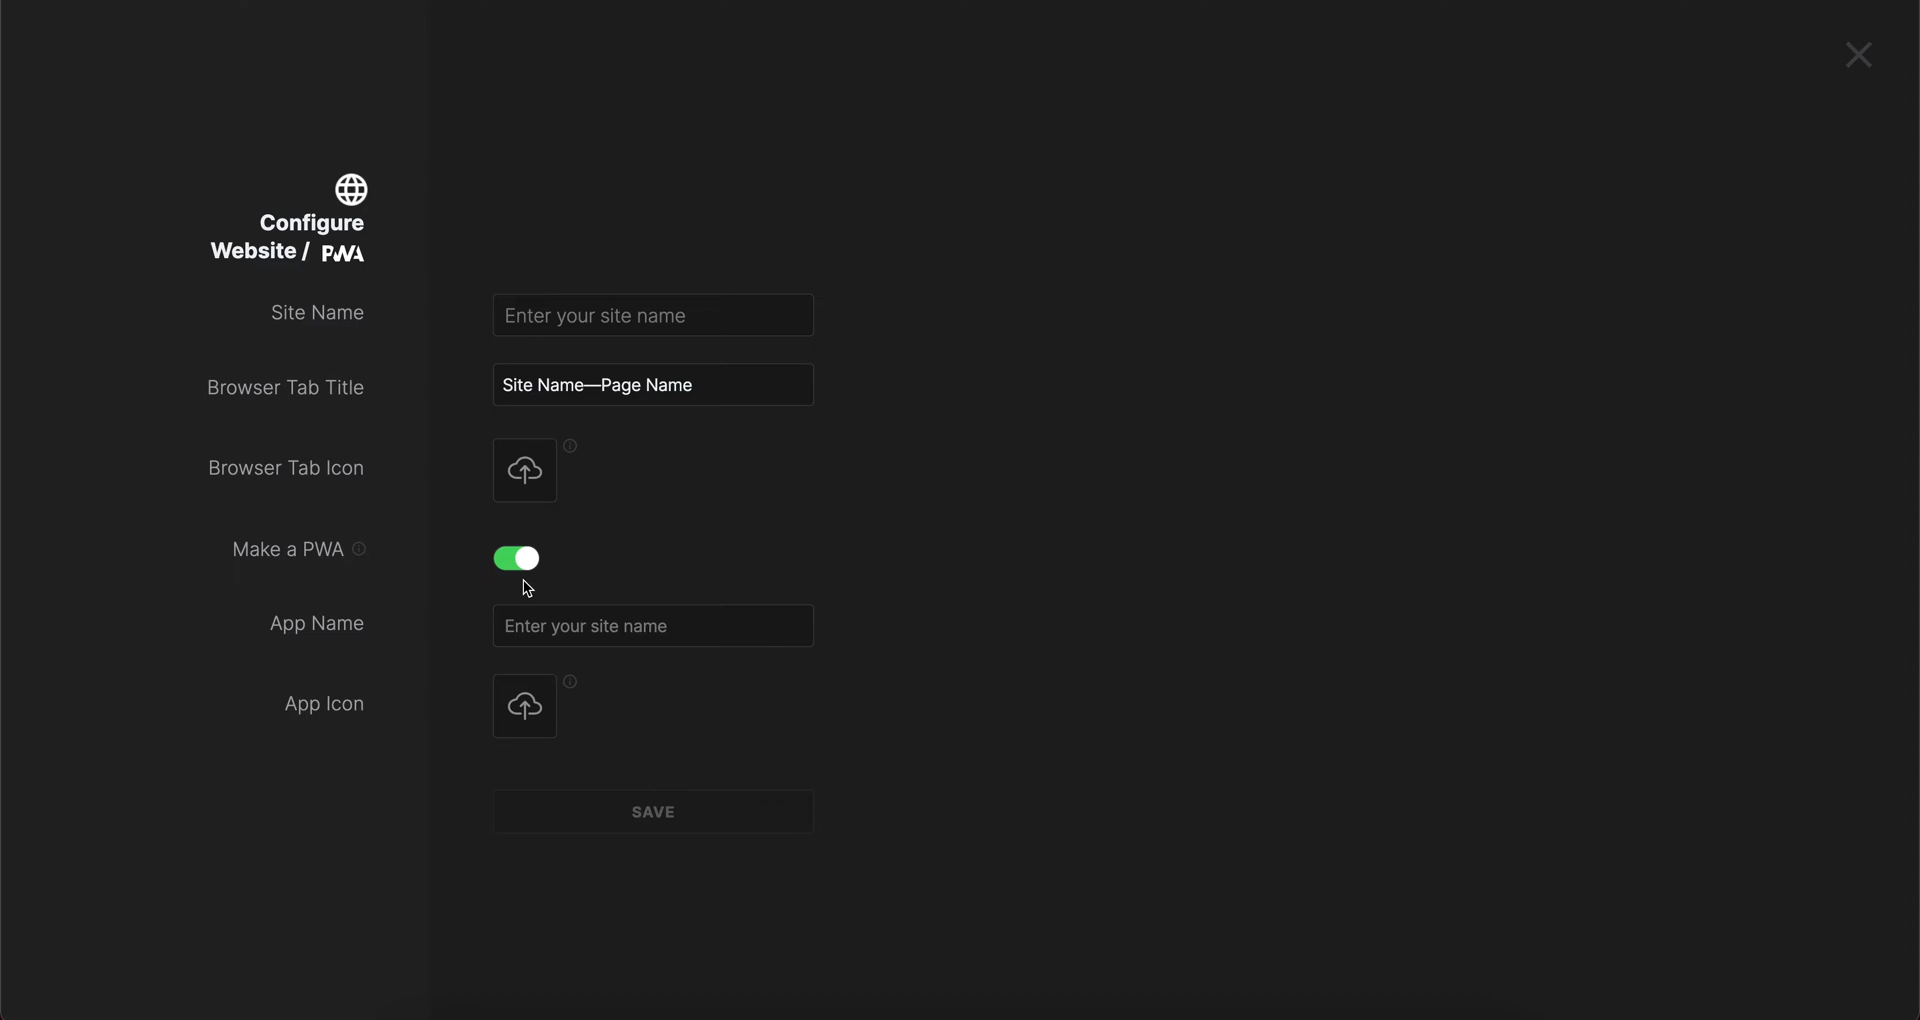 Configure
Website / PWA
Site Name
Enter your site name
Browser Tab Title
Site Name—Page Name
Browser Tab Icon
Make a PWA
App Name
Enter your site name
App Icon
SAVE